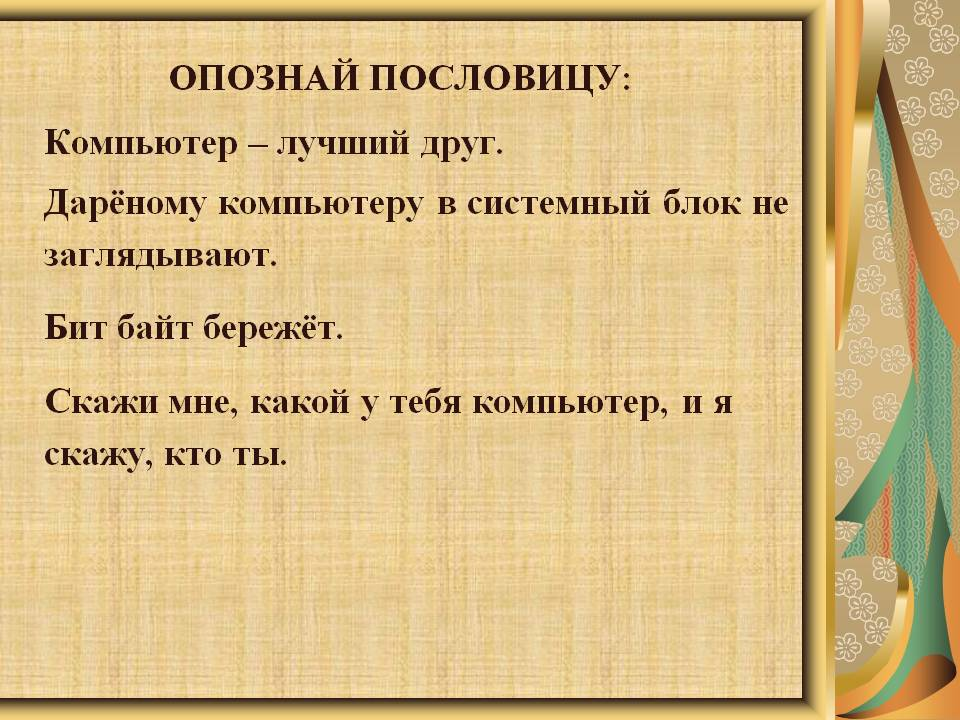 ОПОЗНАЙ ПОСЛОВИЦУ:
Компьютер – лучший друг.
Дарёному компьютеру в системный блок не
заглядывают.
Бит байт бережёт.
Скажи мне, какой у тебя компьютер, и я
скажу, кто ты.